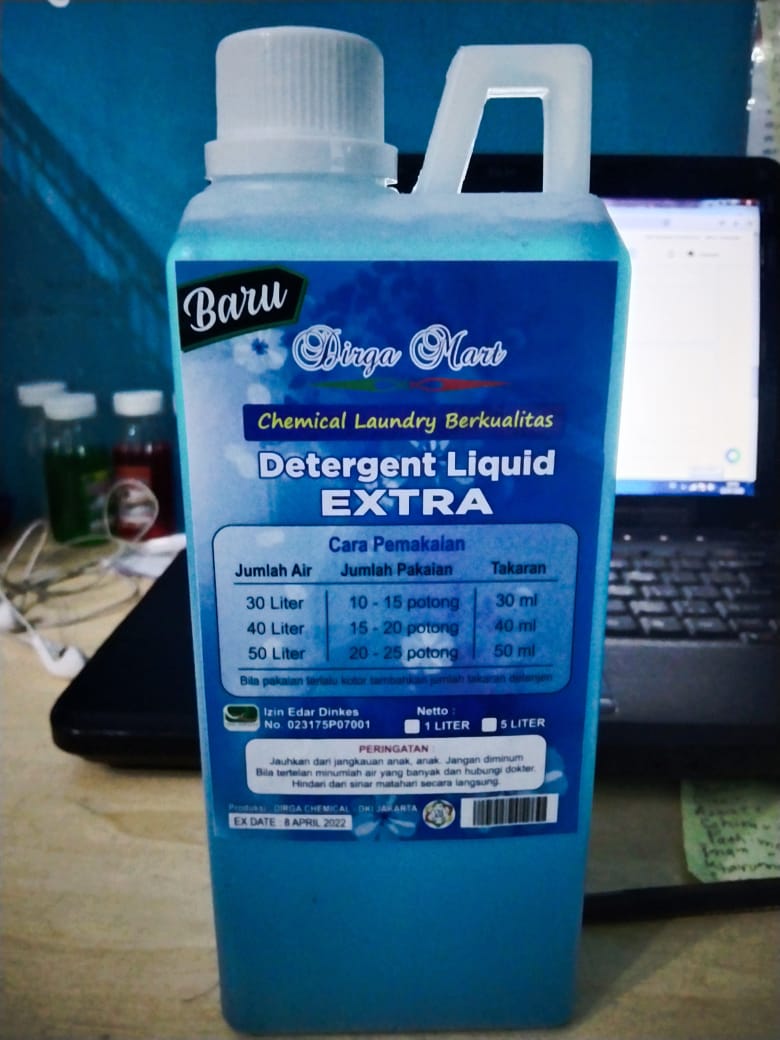 Baru
Dirga Mart
Chemical Laundry Berkualitas
Detergent Liquid
EXTRA
Cara Pemakaian
Jumlah Air Jumlah Pakaian Takaran
30 Liter 10 - 15 potong 30 ml
40 Liter 15 - 20 potong 40 ml
50 Liter 20 - 25 potong 50 ml
Bila pakaian terlalu kotor tambahkan jumlah takaran deterjen
Izin Edar Dinkes
No 023175P07001
Netto :
1 LITER 5 LITER
PERINGATAN :
Jauhkan dari jangkauan anak, anak. Jangan diminum
Bila tertelan minumlah air yang banyak dan hubungi dokter.
Hindari dari sinar matahari secara langsung.
Produksi : DIRGA CHEMICAL - DKI JAKARTA
EX DATE : 8 APRIL 2022